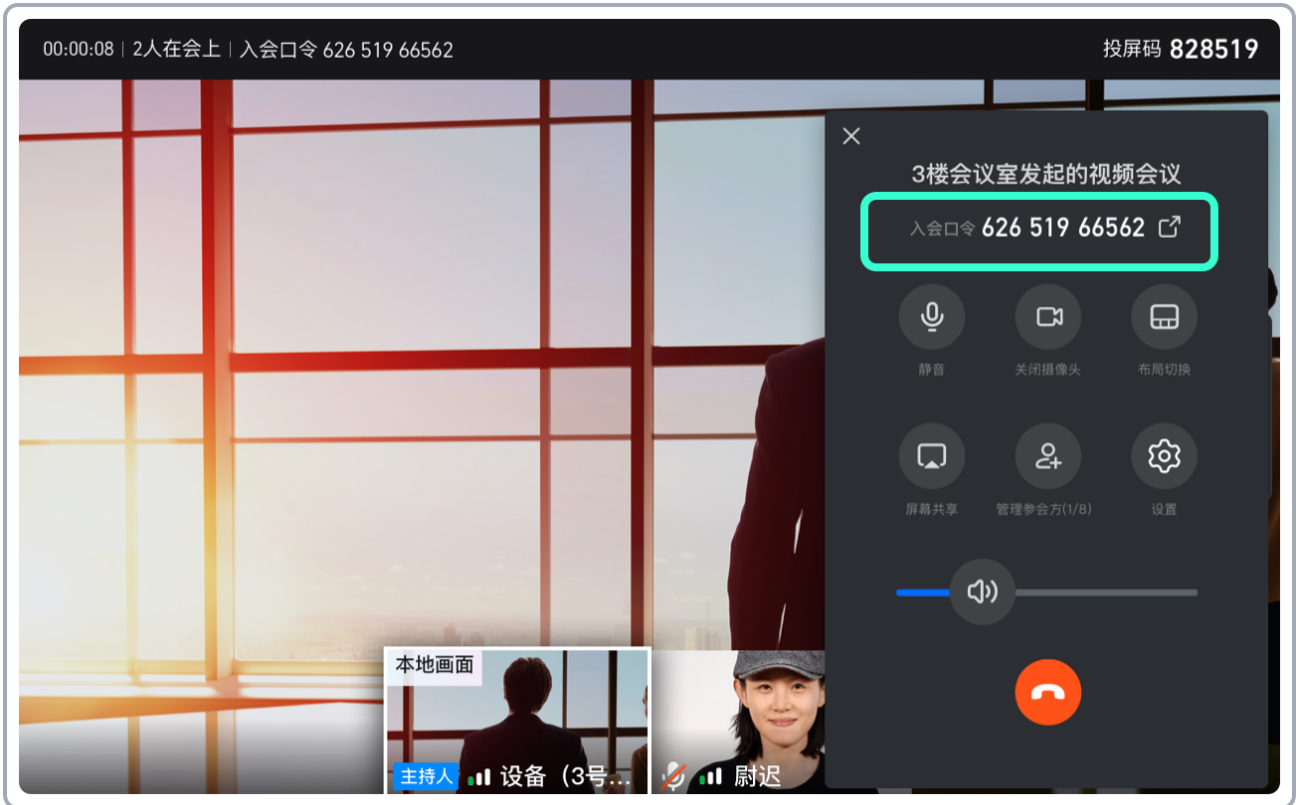 00:00:08 | 2人在会上 | 入会口令 626 519 66562
投屏码 828519
3楼会议室发起的视频会议
入会口令 626 519 66562
静音 关闭摄像头 布局切换
屏幕共享 管理参会方(1/8) 设置
本地画面
主持人 设备（3号...
尉迟